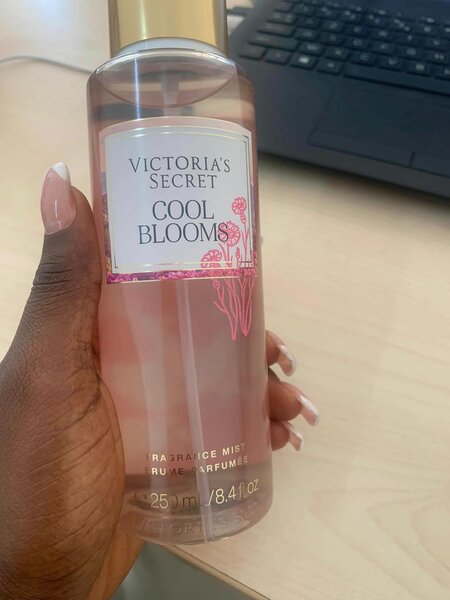 VICTORIA'S
SECRET
COOL
BLOOMS
FRAGRANCE MIST
BRUME PARFUMÉE
e 250 mL/8.4 fl oz